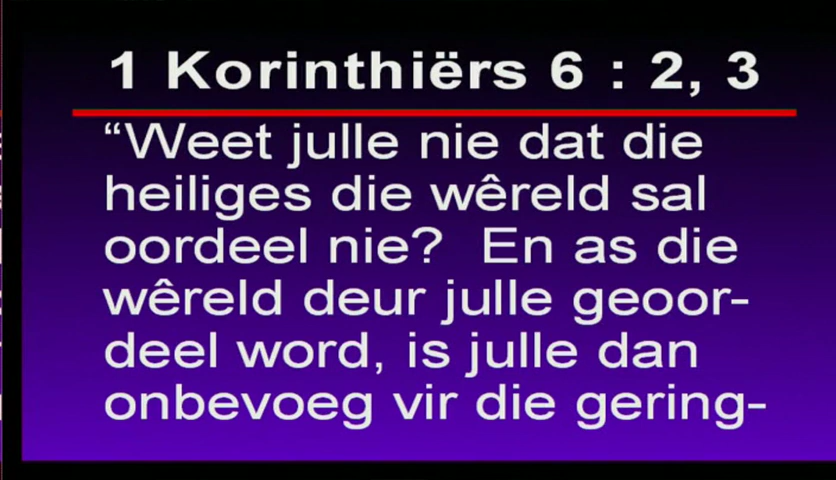 1 Korinthiërs 6 : 2, 3
“Weet julle nie dat die
heiliges die wêreld sal
oordeel nie?  En as die
wêreld deur julle geoor-
deel word, is julle dan
onbevoeg vir die gering-